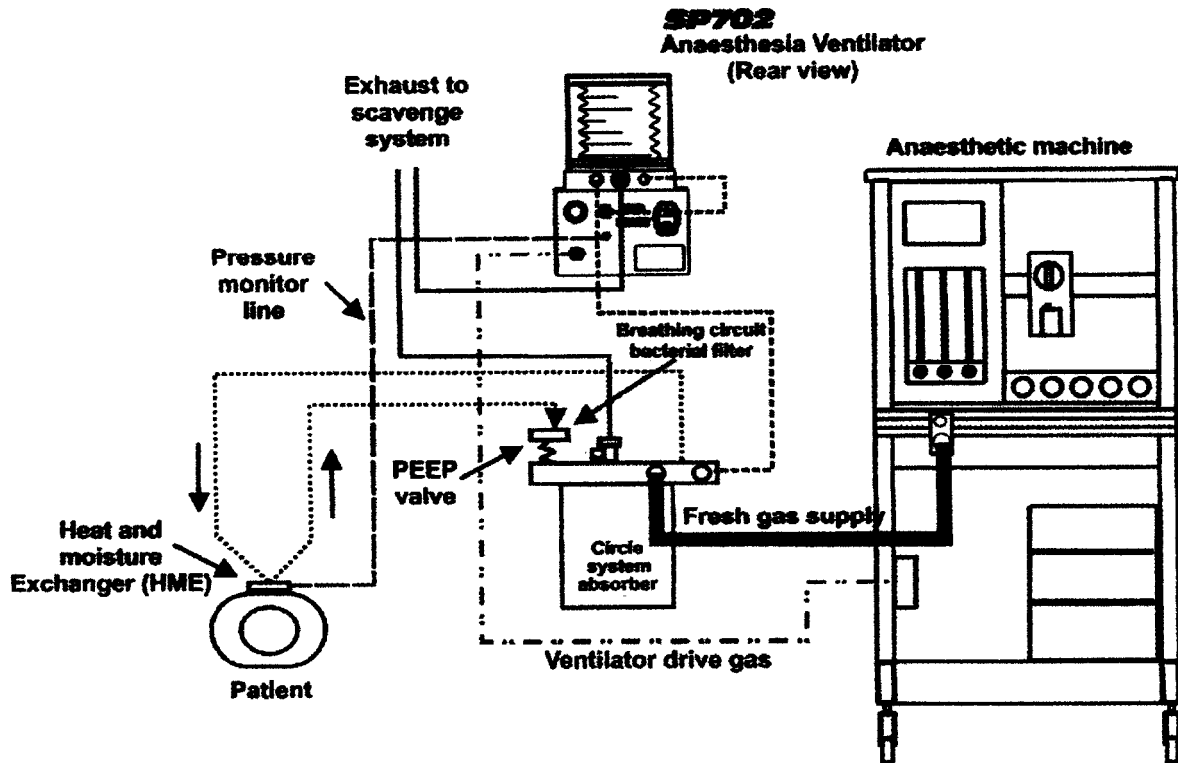 SP702
Anaesthesia Ventilator
(Rear view)
Exhaust to
scavenge
system
Anaesthetic machine
Pressure
monitor
line
Breathing circuit
bacterial filter
PEEP
valve
Fresh gas supply
Heat and
moisture
Exchanger (HME)
Circle
system
absorber
Ventilator drive gas
Patient